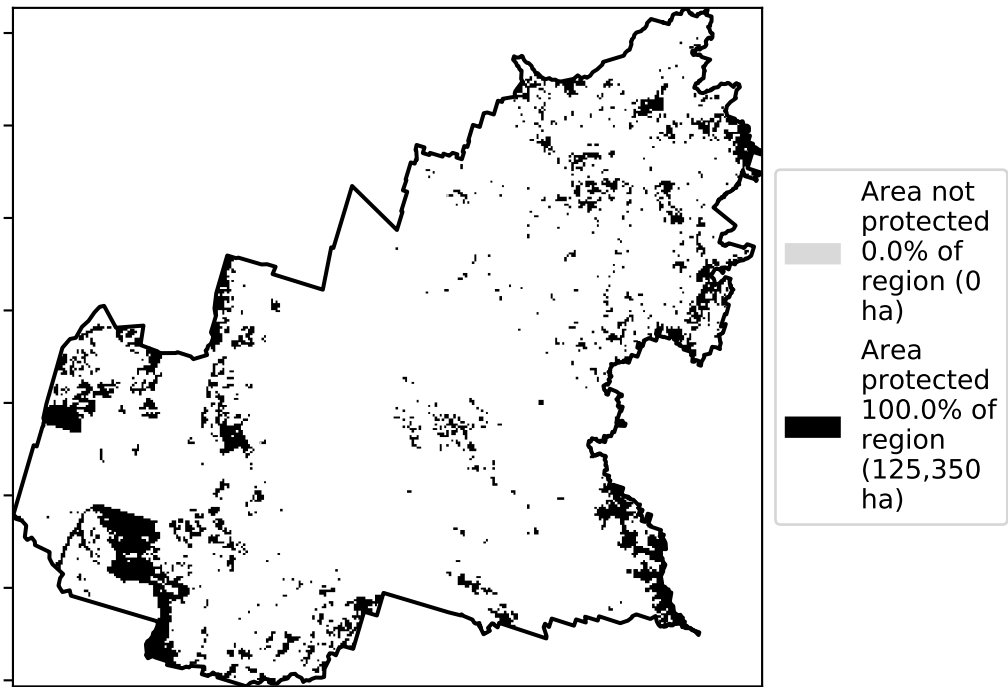 Area not
protected
0.0% of
region (0
ha)
Area
protected
100.0% of
region
(125,350
ha)